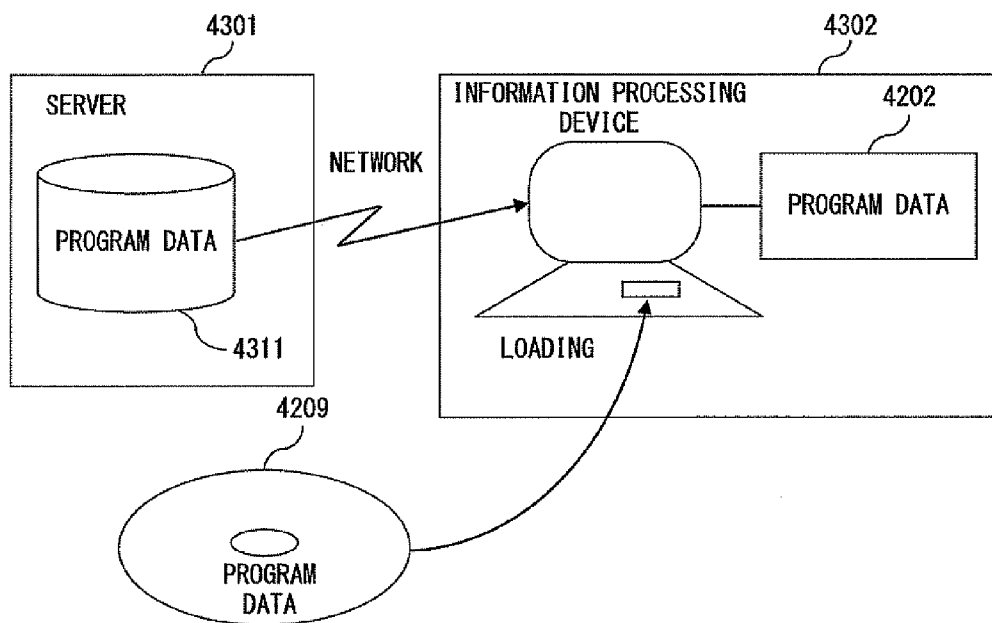 4301
4302
SERVER
INFORMATION PROCESSING
DEVICE
4202
NETWORK
PROGRAM DATA
PROGRAM DATA
4311
LOADING
4209
PROGRAM
DATA